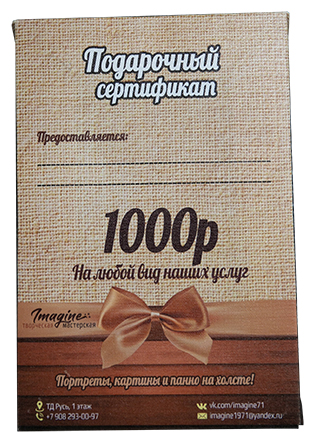 Подарочный
сертификат
Предоставляется:
1000р
На любой вид наших услуг
Imagine
творческая мастерская
Портреты, картины и панно на холсте!
ТД Русь, 1 этаж
+7 908 293-00-97
vk.com/imagine71
imagine1971@yandex.ru